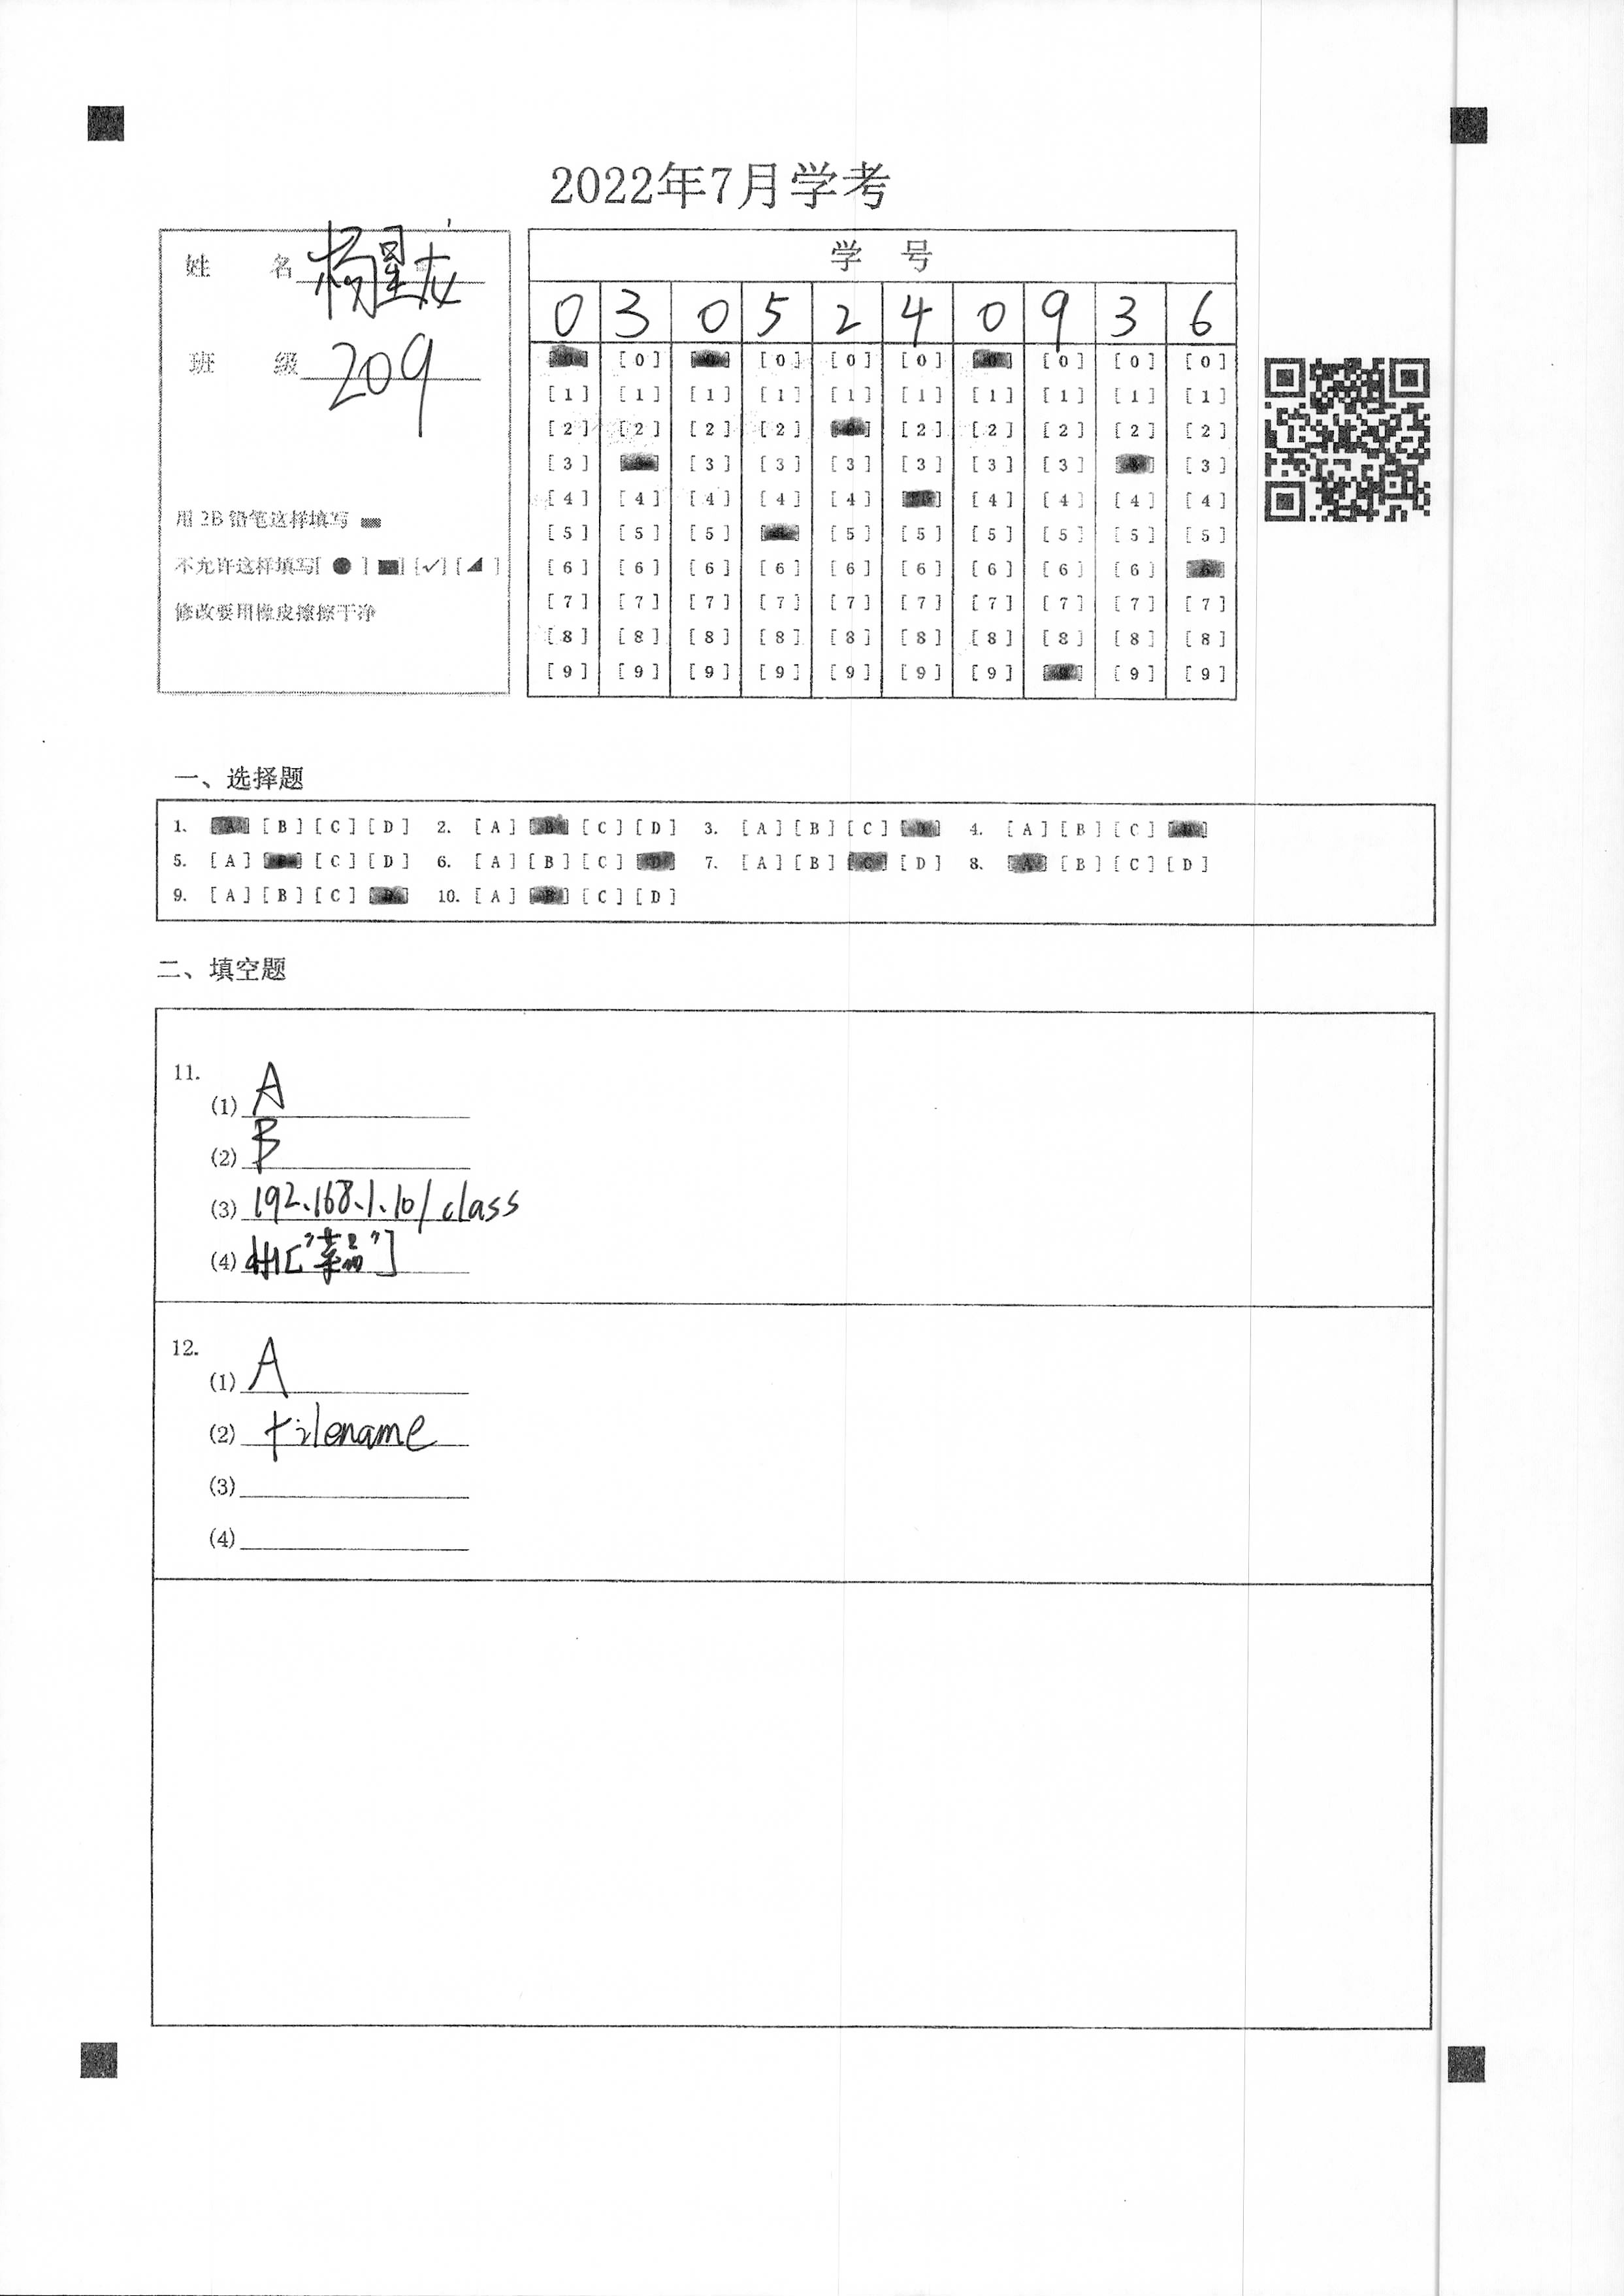 2022年7月学考
姓 名 杨星龙
班 级 209
用2B铅笔这样填写
不允许这样填写[ ● ] [■] [✓] [◢ ]
修改要用橡皮擦擦干净
学 号
0 3 0 5 2 4 0 9 3 6
[0] [0] [0] [0] [0] [0] [0] [0] [0] [0]
[1] [1] [1] [1] [1] [1] [1] [1] [1] [1]
[2] [2] [2] [2] [2] [2] [2] [2] [2] [2]
[3] [3] [3] [3] [3] [3] [3] [3] [3] [3]
[4] [4] [4] [4] [4] [4] [4] [4] [4] [4]
[5] [5] [5] [5] [5] [5] [5] [5] [5] [5]
[6] [6] [6] [6] [6] [6] [6] [6] [6] [6]
[7] [7] [7] [7] [7] [7] [7] [7] [7] [7]
[8] [8] [8] [8] [8] [8] [8] [8] [8] [8]
[9] [9] [9] [9] [9] [9] [9] [9] [9] [9]
一、选择题
1. [A] [B] [C] [D] 2. [A] [B] [C] [D] 3. [A] [B] [C] [D] 4. [A] [B] [C] [D]
5. [A] [B] [C] [D] 6. [A] [B] [C] [D] 7. [A] [B] [C] [D] 8. [A] [B] [C] [D]
9. [A] [B] [C] [D] 10. [A] [B] [C] [D]
二、填空题
11.
(1) A
(2) B
(3) 192.168.1.10/class
(4) df1["菜品"]
12.
(1) A
(2) filename
(3)
(4)